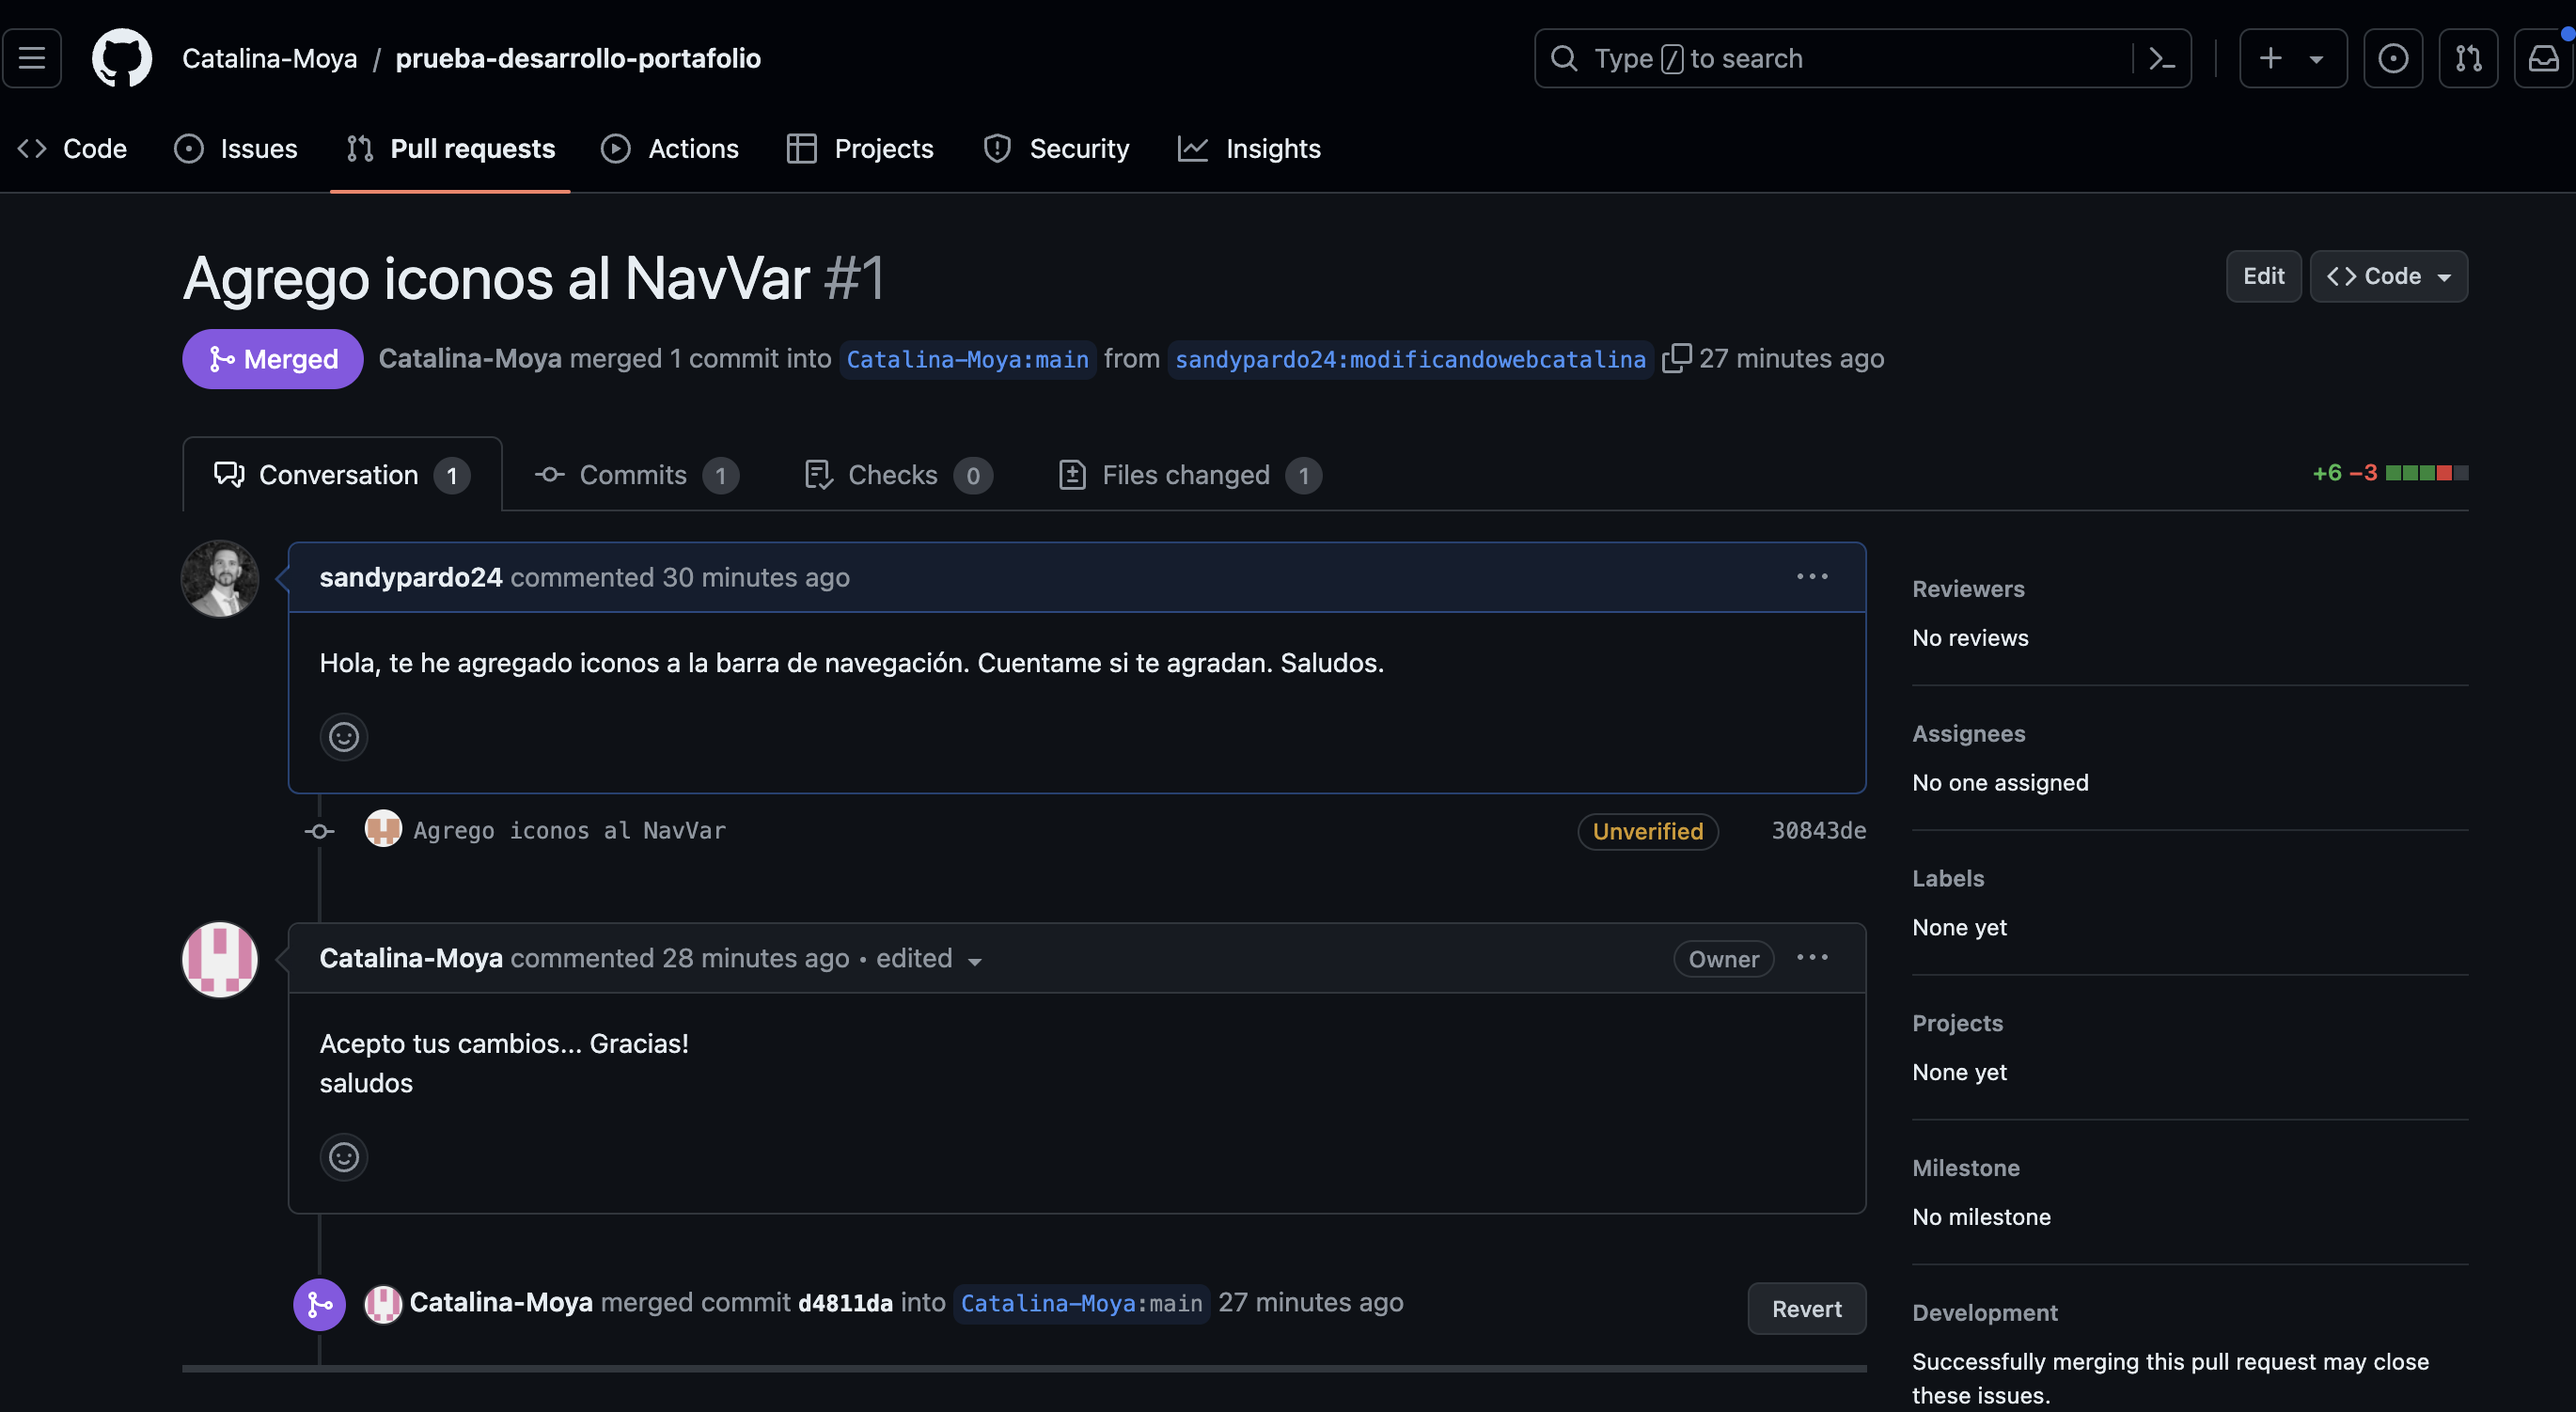 Catalina-Moya / prueba-desarrollo-portafolio
Type / to search
Code
Issues
Pull requests
Actions
Projects
Security
Insights
Agrego iconos al NavVar #1
Edit
Code
Merged
Catalina-Moya merged 1 commit into Catalina-Moya:main from sandypardo24:modificandowebcatalina 27 minutes ago
Conversation 1
Commits 1
Checks 0
Files changed 1
+6 −3
sandypardo24 commented 30 minutes ago
Hola, te he agregado iconos a la barra de navegación. Cuentame si te agradan. Saludos.
Agrego iconos al NavVar
Unverified
30843de
Catalina-Moya commented 28 minutes ago • edited
Owner
Acepto tus cambios... Gracias!
saludos
Catalina-Moya merged commit d4811da into Catalina-Moya:main 27 minutes ago
Revert
Reviewers
No reviews
Assignees
No one assigned
Labels
None yet
Projects
None yet
Milestone
No milestone
Development
Successfully merging this pull request may close
these issues.